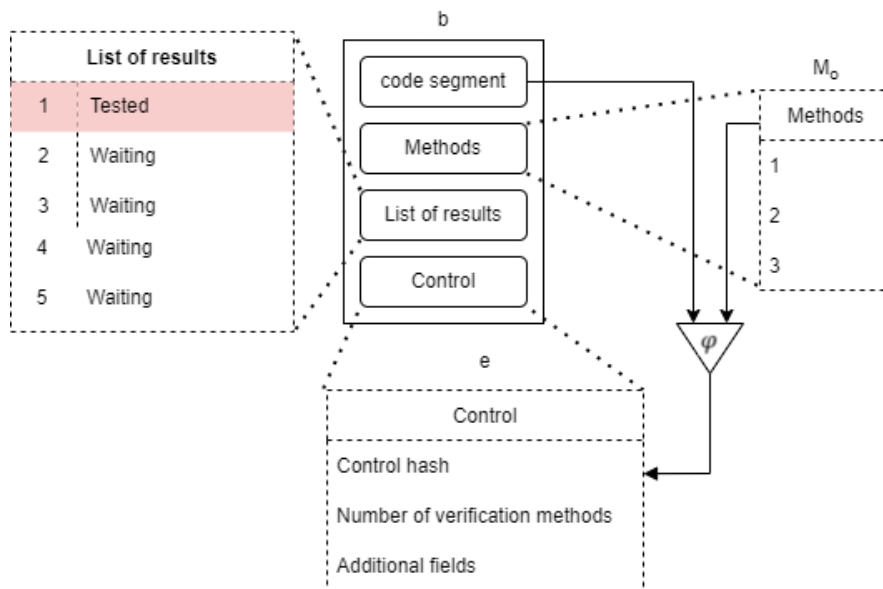 b
List of results
1 Tested
2 Waiting
3 Waiting
4 Waiting
5 Waiting
code segment
Methods
List of results
Control
Mo
Methods
1
2
3
φ
e
Control
Control hash
Number of verification methods
Additional fields